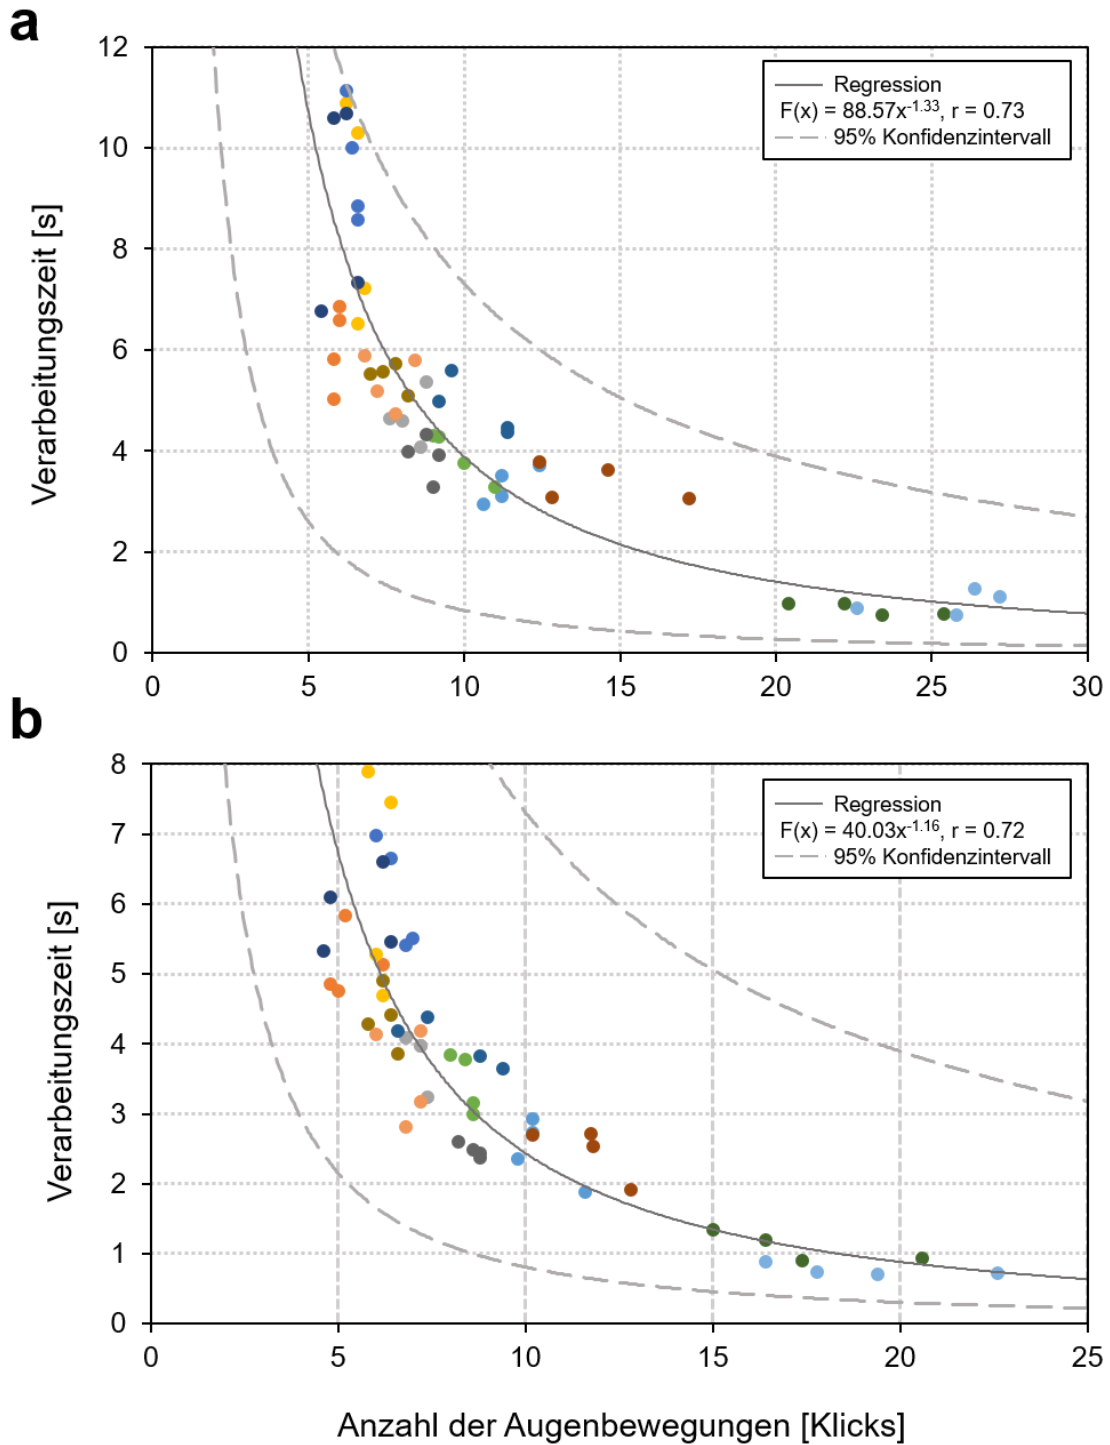 a
12
10
8
6
4
2
0
Verarbeitungszeit [s]
Regression
F(x) = 88.57x^-1.33, r = 0.73
95% Konfidenzintervall
0 5 10 15 20 25 30
b
8
7
6
5
4
3
2
1
0
Verarbeitungszeit [s]
Regression
F(x) = 40.03x^-1.16, r = 0.72
95% Konfidenzintervall
0 5 10 15 20 25
Anzahl der Augenbewegungen [Klicks]